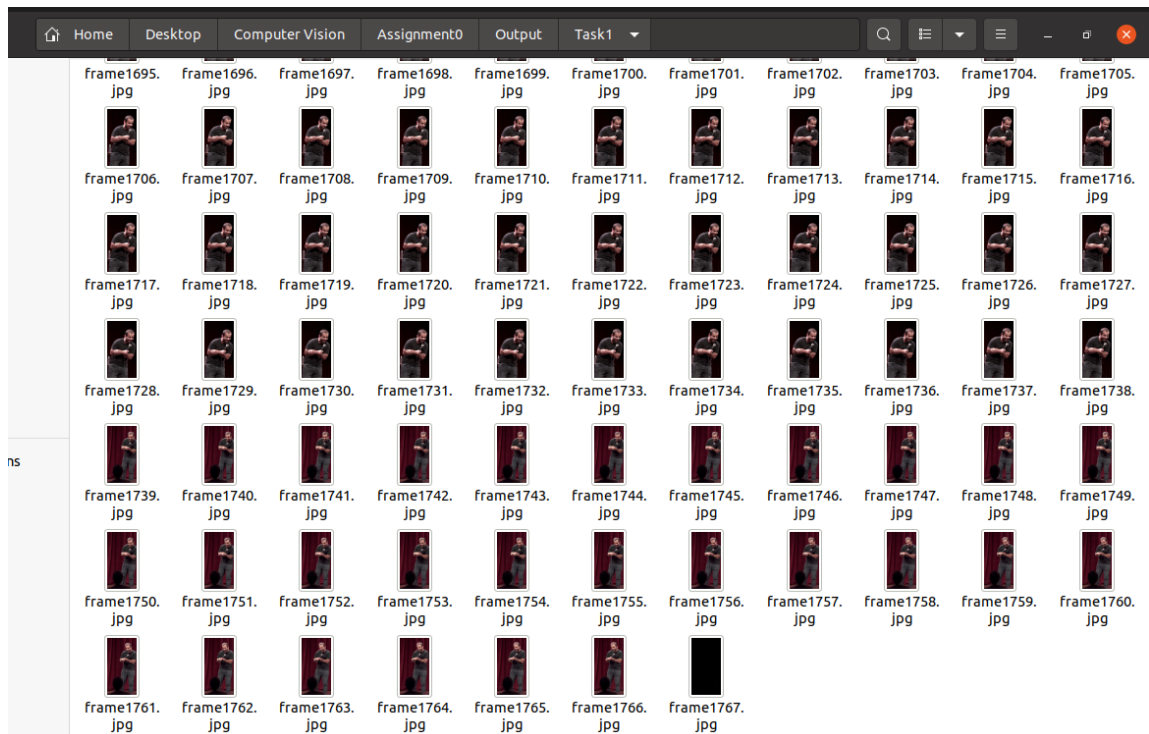 Home Desktop Computer Vision Assignment0 Output Task1
frame1695. frame1696. frame1697. frame1698. frame1699. frame1700. frame1701. frame1702. frame1703. frame1704. frame1705.
jpg jpg jpg jpg jpg jpg jpg jpg jpg jpg jpg
frame1706. frame1707. frame1708. frame1709. frame1710. frame1711. frame1712. frame1713. frame1714. frame1715. frame1716.
jpg jpg jpg jpg jpg jpg jpg jpg jpg jpg jpg
frame1717. frame1718. frame1719. frame1720. frame1721. frame1722. frame1723. frame1724. frame1725. frame1726. frame1727.
jpg jpg jpg jpg jpg jpg jpg jpg jpg jpg jpg
frame1728. frame1729. frame1730. frame1731. frame1732. frame1733. frame1734. frame1735. frame1736. frame1737. frame1738.
jpg jpg jpg jpg jpg jpg jpg jpg jpg jpg jpg
ns
frame1739. frame1740. frame1741. frame1742. frame1743. frame1744. frame1745. frame1746. frame1747. frame1748. frame1749.
jpg jpg jpg jpg jpg jpg jpg jpg jpg jpg jpg
frame1750. frame1751. frame1752. frame1753. frame1754. frame1755. frame1756. frame1757. frame1758. frame1759. frame1760.
jpg jpg jpg jpg jpg jpg jpg jpg jpg jpg jpg
frame1761. frame1762. frame1763. frame1764. frame1765. frame1766. frame1767.
jpg jpg jpg jpg jpg jpg jpg